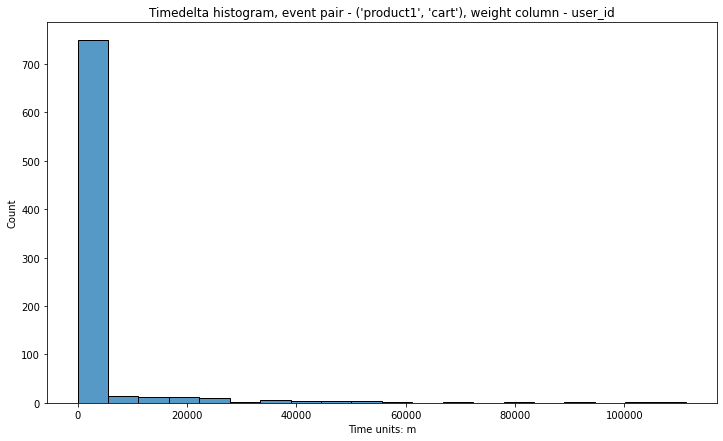 Timedelta histogram, event pair - ('product1', 'cart'), weight column - user_id
700
600
500
400
300
200
100
0
Count
0 20000 40000 60000 80000 100000
Time units: m